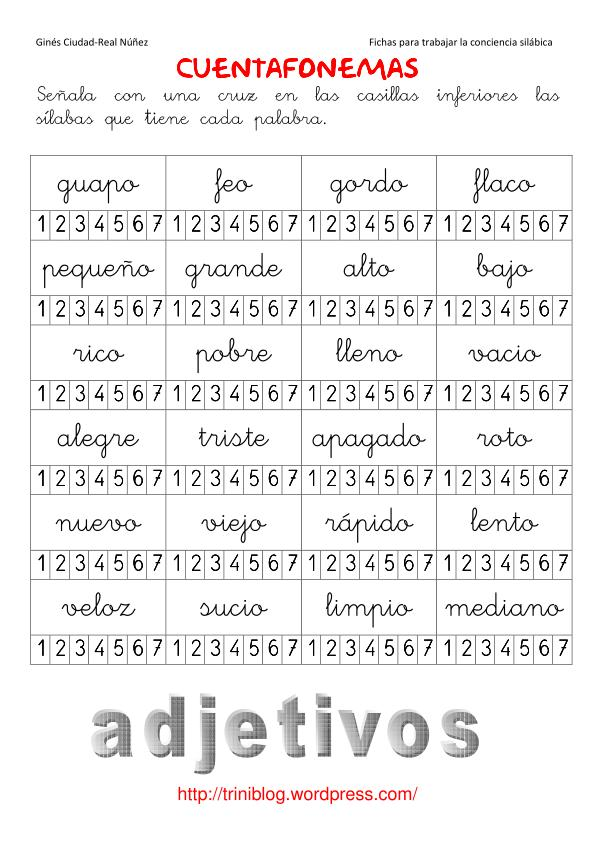 Ginés Ciudad-Real Núñez Fichas para trabajar la conciencia silábica
CUENTAFONEMAS
Señala con una cruz en las casillas inferiores las
sílabas que tiene cada palabra.
guapo feo gordo flaco
1 2 3 4 5 6 7 1 2 3 4 5 6 7 1 2 3 4 5 6 7 1 2 3 4 5 6 7
pequeño grande alto bajo
1 2 3 4 5 6 7 1 2 3 4 5 6 7 1 2 3 4 5 6 7 1 2 3 4 5 6 7
rico pobre lleno vacio
1 2 3 4 5 6 7 1 2 3 4 5 6 7 1 2 3 4 5 6 7 1 2 3 4 5 6 7
alegre triste apagado roto
1 2 3 4 5 6 7 1 2 3 4 5 6 7 1 2 3 4 5 6 7 1 2 3 4 5 6 7
nuevo viejo rápido lento
1 2 3 4 5 6 7 1 2 3 4 5 6 7 1 2 3 4 5 6 7 1 2 3 4 5 6 7
veloz sucio limpio mediano
1 2 3 4 5 6 7 1 2 3 4 5 6 7 1 2 3 4 5 6 7 1 2 3 4 5 6 7
adjetivos
http://triniblog.wordpress.com/